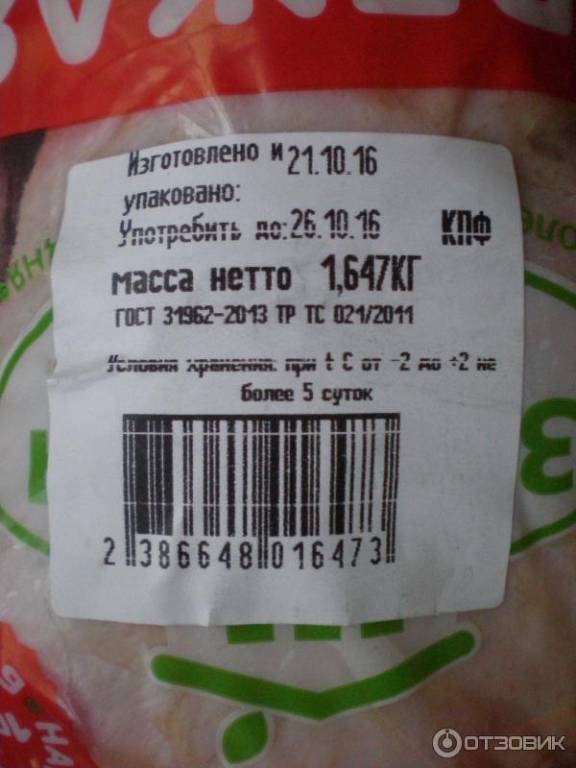 Изготовлено и 21.10.16
упаковано:
Употребить до: 26.10.16 КПФ
масса нетто 1,647КГ
ГОСТ 31962-2013 ТР ТС 021/2011
Условия хранения: при t С от -2 до +2 не
более 5 суток
2 386648 016473
НА
ОТЗОВИК